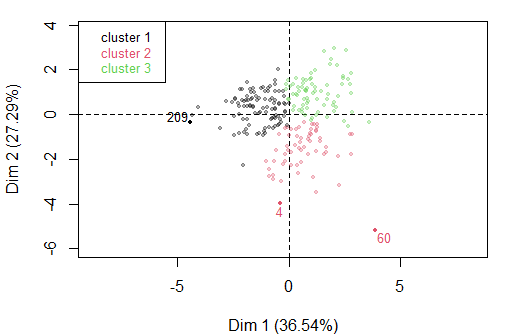 4
cluster 1
cluster 2
cluster 3
2
Dim 2 (27.29%)
0
209
-2
-4
4
60
-6
-5
0
5
Dim 1 (36.54%)